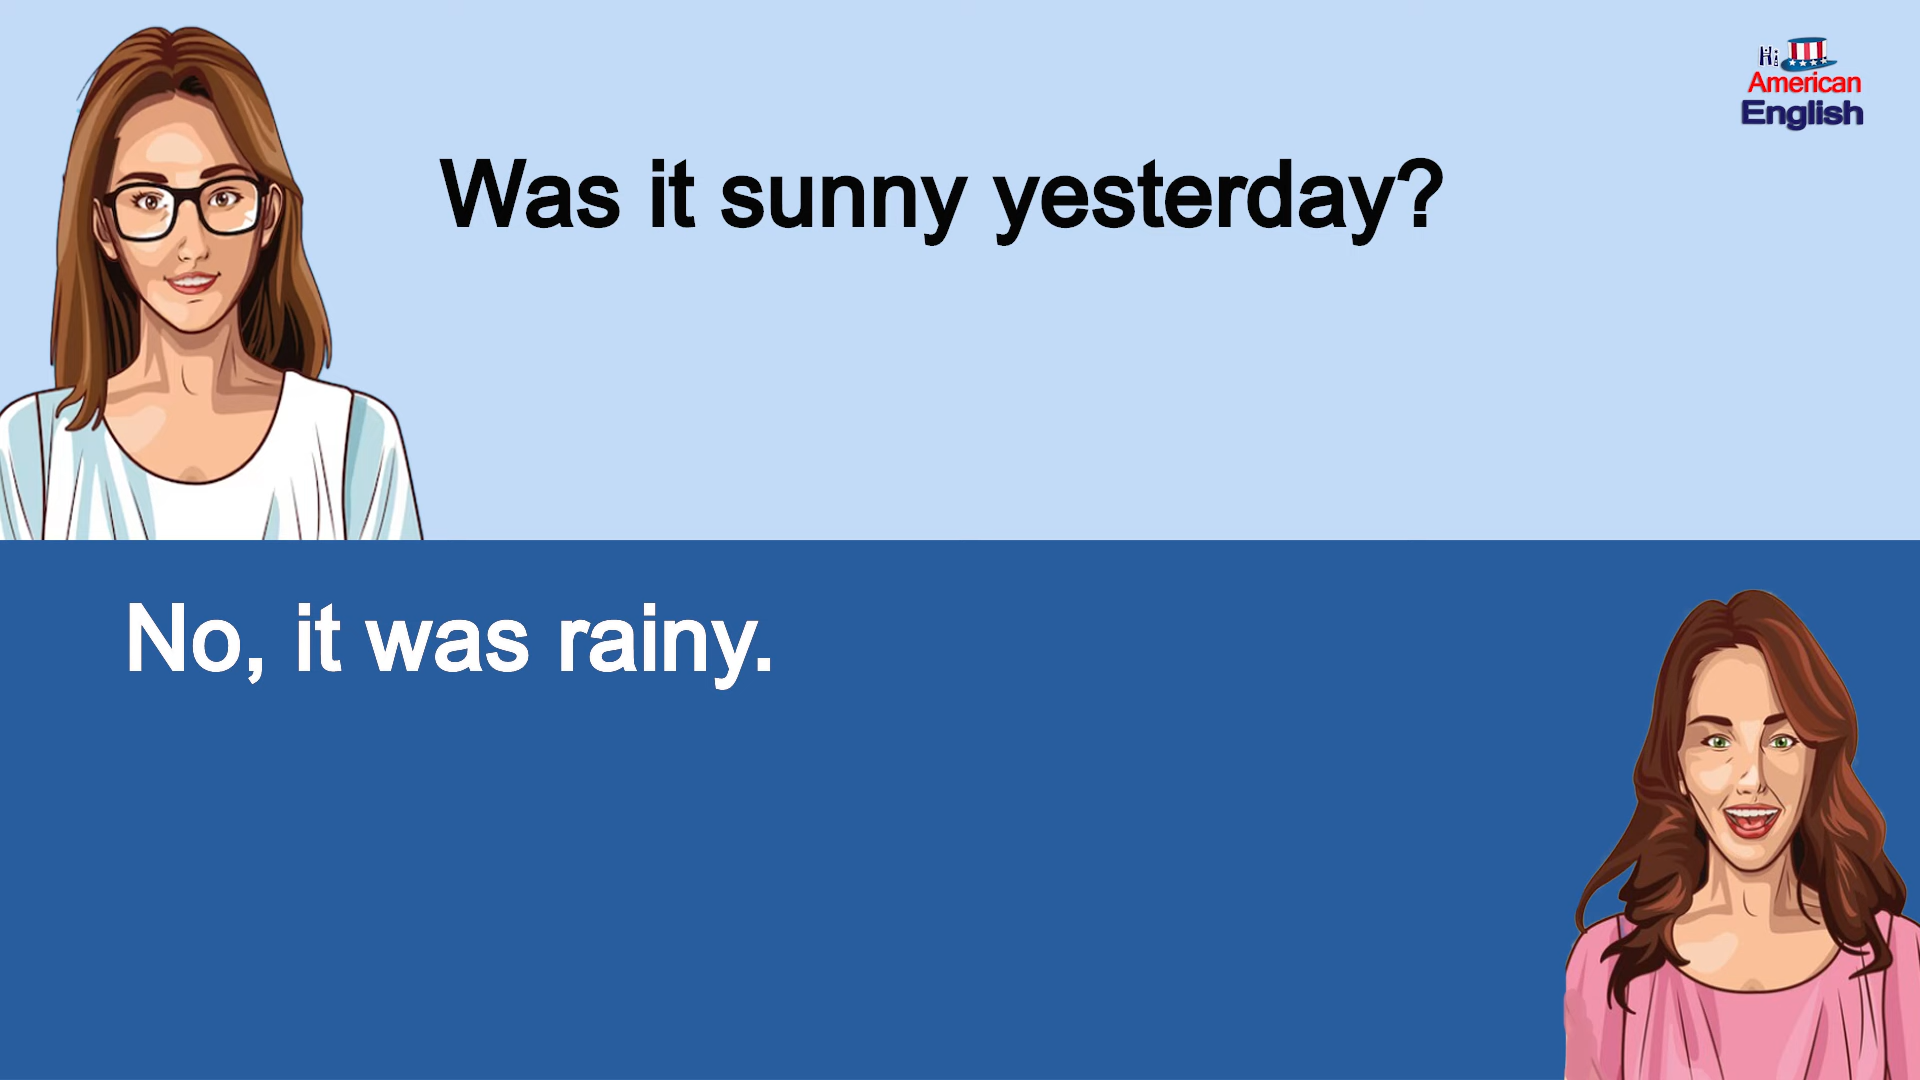 Hi
American
English
Was it sunny yesterday?
No, it was rainy.